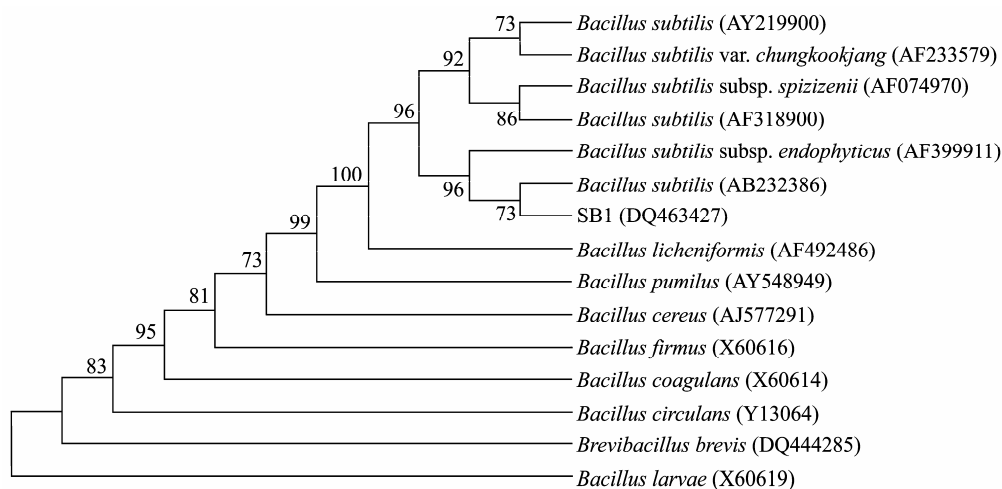 73
Bacillus subtilis (AY219900)
92
Bacillus subtilis var. chungkookjang (AF233579)
Bacillus subtilis subsp. spizizenii (AF074970)
96
86
Bacillus subtilis (AF318900)
Bacillus subtilis subsp. endophyticus (AF399911)
100
96
Bacillus subtilis (AB232386)
73
SB1 (DQ463427)
99
Bacillus licheniformis (AF492486)
73
Bacillus pumilus (AY548949)
81
Bacillus cereus (AJ577291)
95
Bacillus firmus (X60616)
83
Bacillus coagulans (X60614)
Bacillus circulans (Y13064)
Brevibacillus brevis (DQ444285)
Bacillus larvae (X60619)